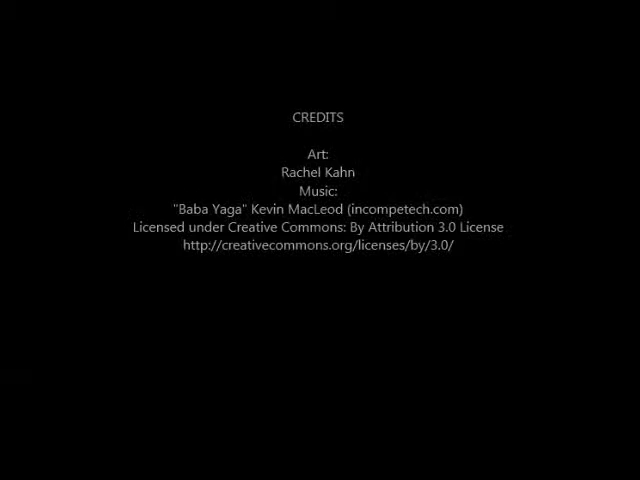 CREDITS
Art:
Rachel Kahn
Music:
"Baba Yaga" Kevin MacLeod (incompetech.com)
Licensed under Creative Commons: By Attribution 3.0 License
http://creativecommons.org/licenses/by/3.0/